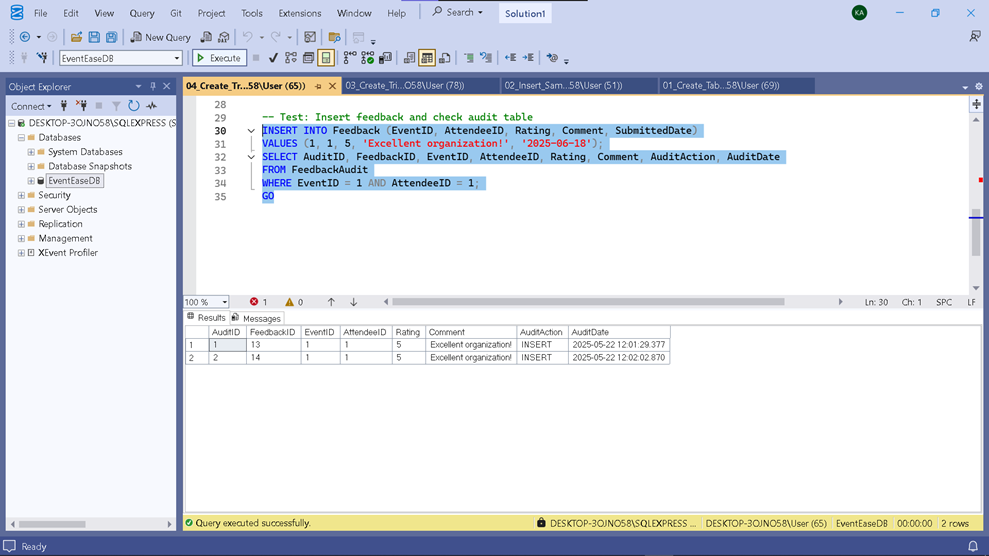 File Edit View Query Git Project Tools Extensions Window Help Search Solution1 KA
New Query
EventEaseDB Execute
Object Explorer
Connect
DESKTOP-3OJNO58\SQLEXPRESS (S
Databases
System Databases
Database Snapshots
EventEaseDB
Security
Server Objects
Replication
Management
XEvent Profiler
04_Create_Tr...58\User (65)) 03_Create_Tri...O58\User (78)) 02_Insert_Sam...58\User (51)) 01_Create_Tab...58\User (69))
28
29 -- Test: Insert feedback and check audit table
30 INSERT INTO Feedback (EventID, AttendeeID, Rating, Comment, SubmittedDate)
31 VALUES (1, 1, 5, 'Excellent organization!', '2025-06-18');
32 SELECT AuditID, FeedbackID, EventID, AttendeeID, Rating, Comment, AuditAction, AuditDate
33 FROM FeedbackAudit
34 WHERE EventID = 1 AND AttendeeID = 1;
35 GO
100 % 1 0 Ln: 30 Ch: 1 SPC LF
Results Messages
AuditID FeedbackID EventID AttendeeID Rating Comment AuditAction AuditDate
1 1 13 1 1 5 Excellent organization! INSERT 2025-05-22 12:01:29.377
2 2 14 1 1 5 Excellent organization! INSERT 2025-05-22 12:02:02.870
Query executed successfully. DESKTOP-3OJNO58\SQLEXPRESS ... DESKTOP-3OJNO58\User (65) EventEaseDB 00:00:00 2 rows
Ready